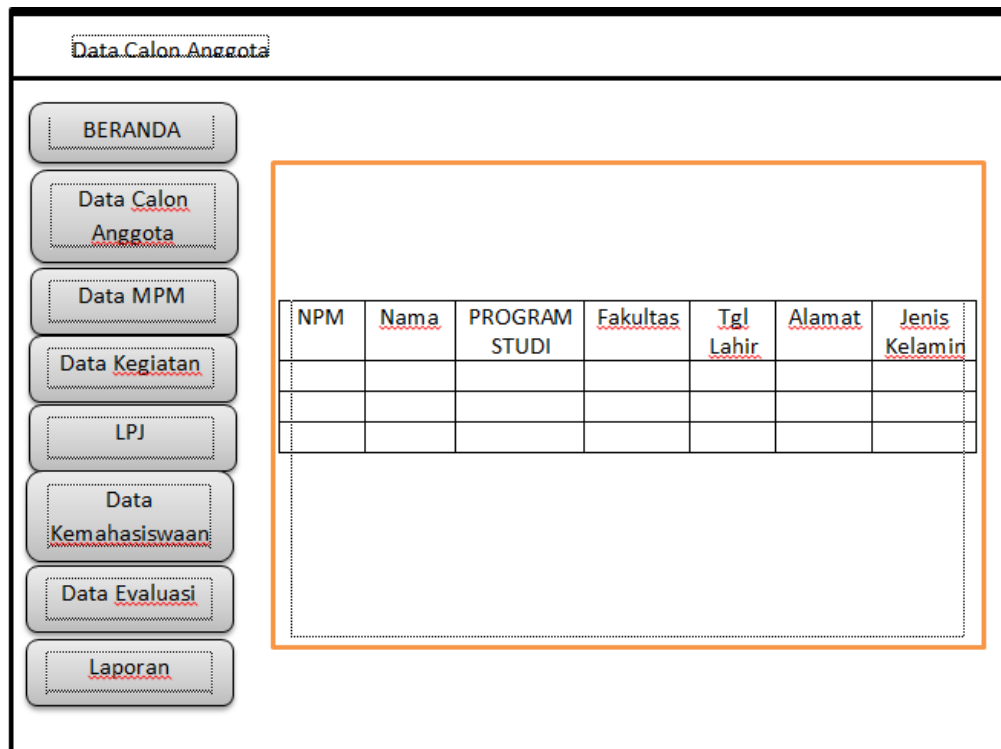 Data Calon Anggota
BERANDA
Data Calon
Anggota
Data MPM
Data Kegiatan
LPJ
Data
Kemahasiswaan
Data Evaluasi
Laporan
NPM Nama PROGRAM Fakultas Tgl Alamat Jenis
STUDI Lahir Kelamin